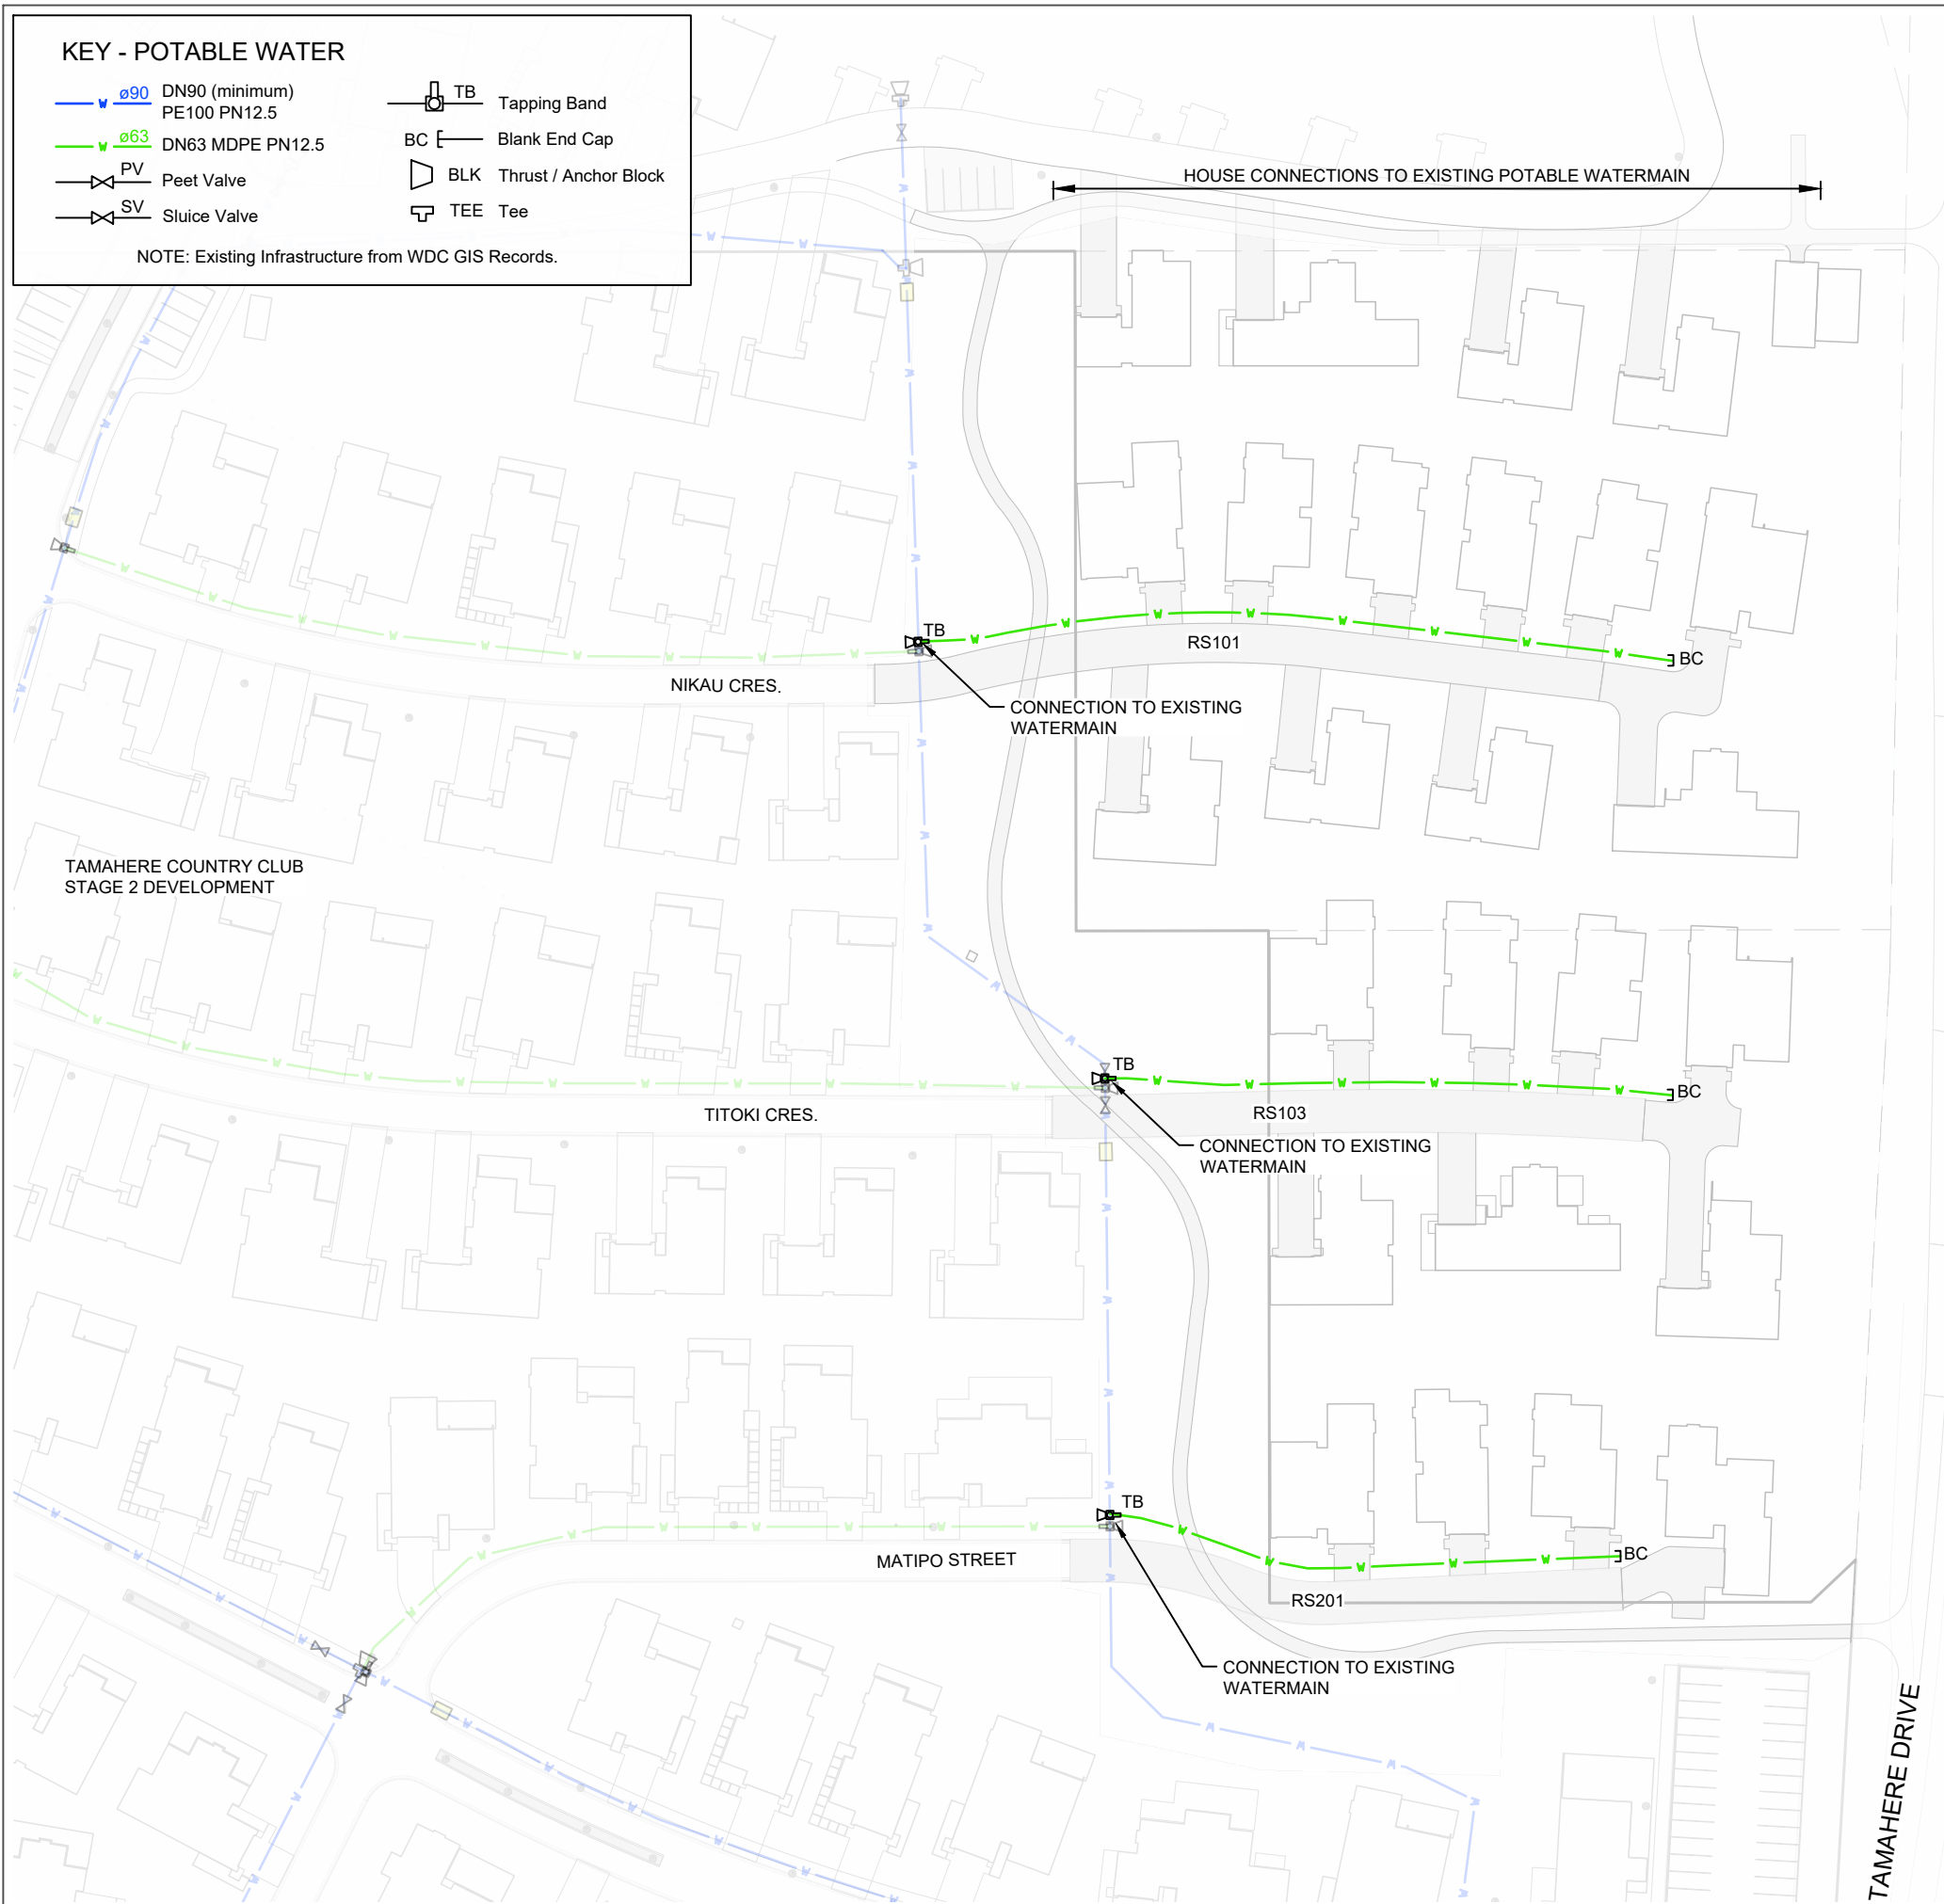 KEY - POTABLE WATER
ø90 DN90 (minimum)
PE100 PN12.5
ø63 DN63 MDPE PN12.5
PV Peet Valve
SV Sluice Valve
TB Tapping Band
BC Blank End Cap
BLK Thrust / Anchor Block
TEE Tee
NOTE: Existing Infrastructure from WDC GIS Records.
HOUSE CONNECTIONS TO EXISTING POTABLE WATERMAIN
TB
RS101
BC
NIKAU CRES.
CONNECTION TO EXISTING
WATERMAIN
TAMAHERE COUNTRY CLUB
STAGE 2 DEVELOPMENT
TB
BC
TITOKI CRES.
RS103
CONNECTION TO EXISTING
WATERMAIN
TB
MATIPO STREET
BC
RS201
CONNECTION TO EXISTING
WATERMAIN
TAMAHERE DRIVE